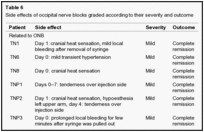 Table 6
Side effects of occipital nerve blocks graded according to their severity and outcome
Patient Side effect Severity Outcome
Related to ONB
TN1 Day 1: cranial heat sensation, mild local Mild Complete
bleeding after removal of syringe remission
TN6 Day 0: mild transient hypertension Mild Complete
remission
TN8 Day 0: cranial heat sensation Mild Complete
remission
TNP1 Days 0–7: tenderness over injection side Mild Complete
remission
TNP2 Day 1: cranial heat sensation, hypoesthesia Mild Complete
left upper arm, day 4: tenderness over remission
injection side
TNP3 Day 0: prolonged local bleeding for few Mild Complete
minutes after syringe was pulled out remission